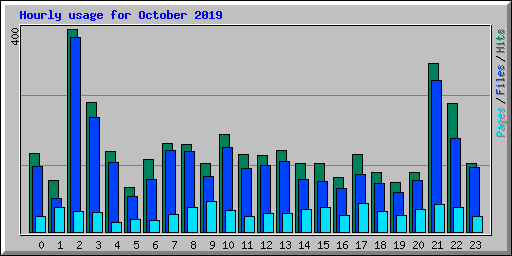 Hourly usage for October 2019
400
Pages/Files/Hits
0 1 2 3 4 5 6 7 8 9 10 11 12 13 14 15 16 17 18 19 20 21 22 23